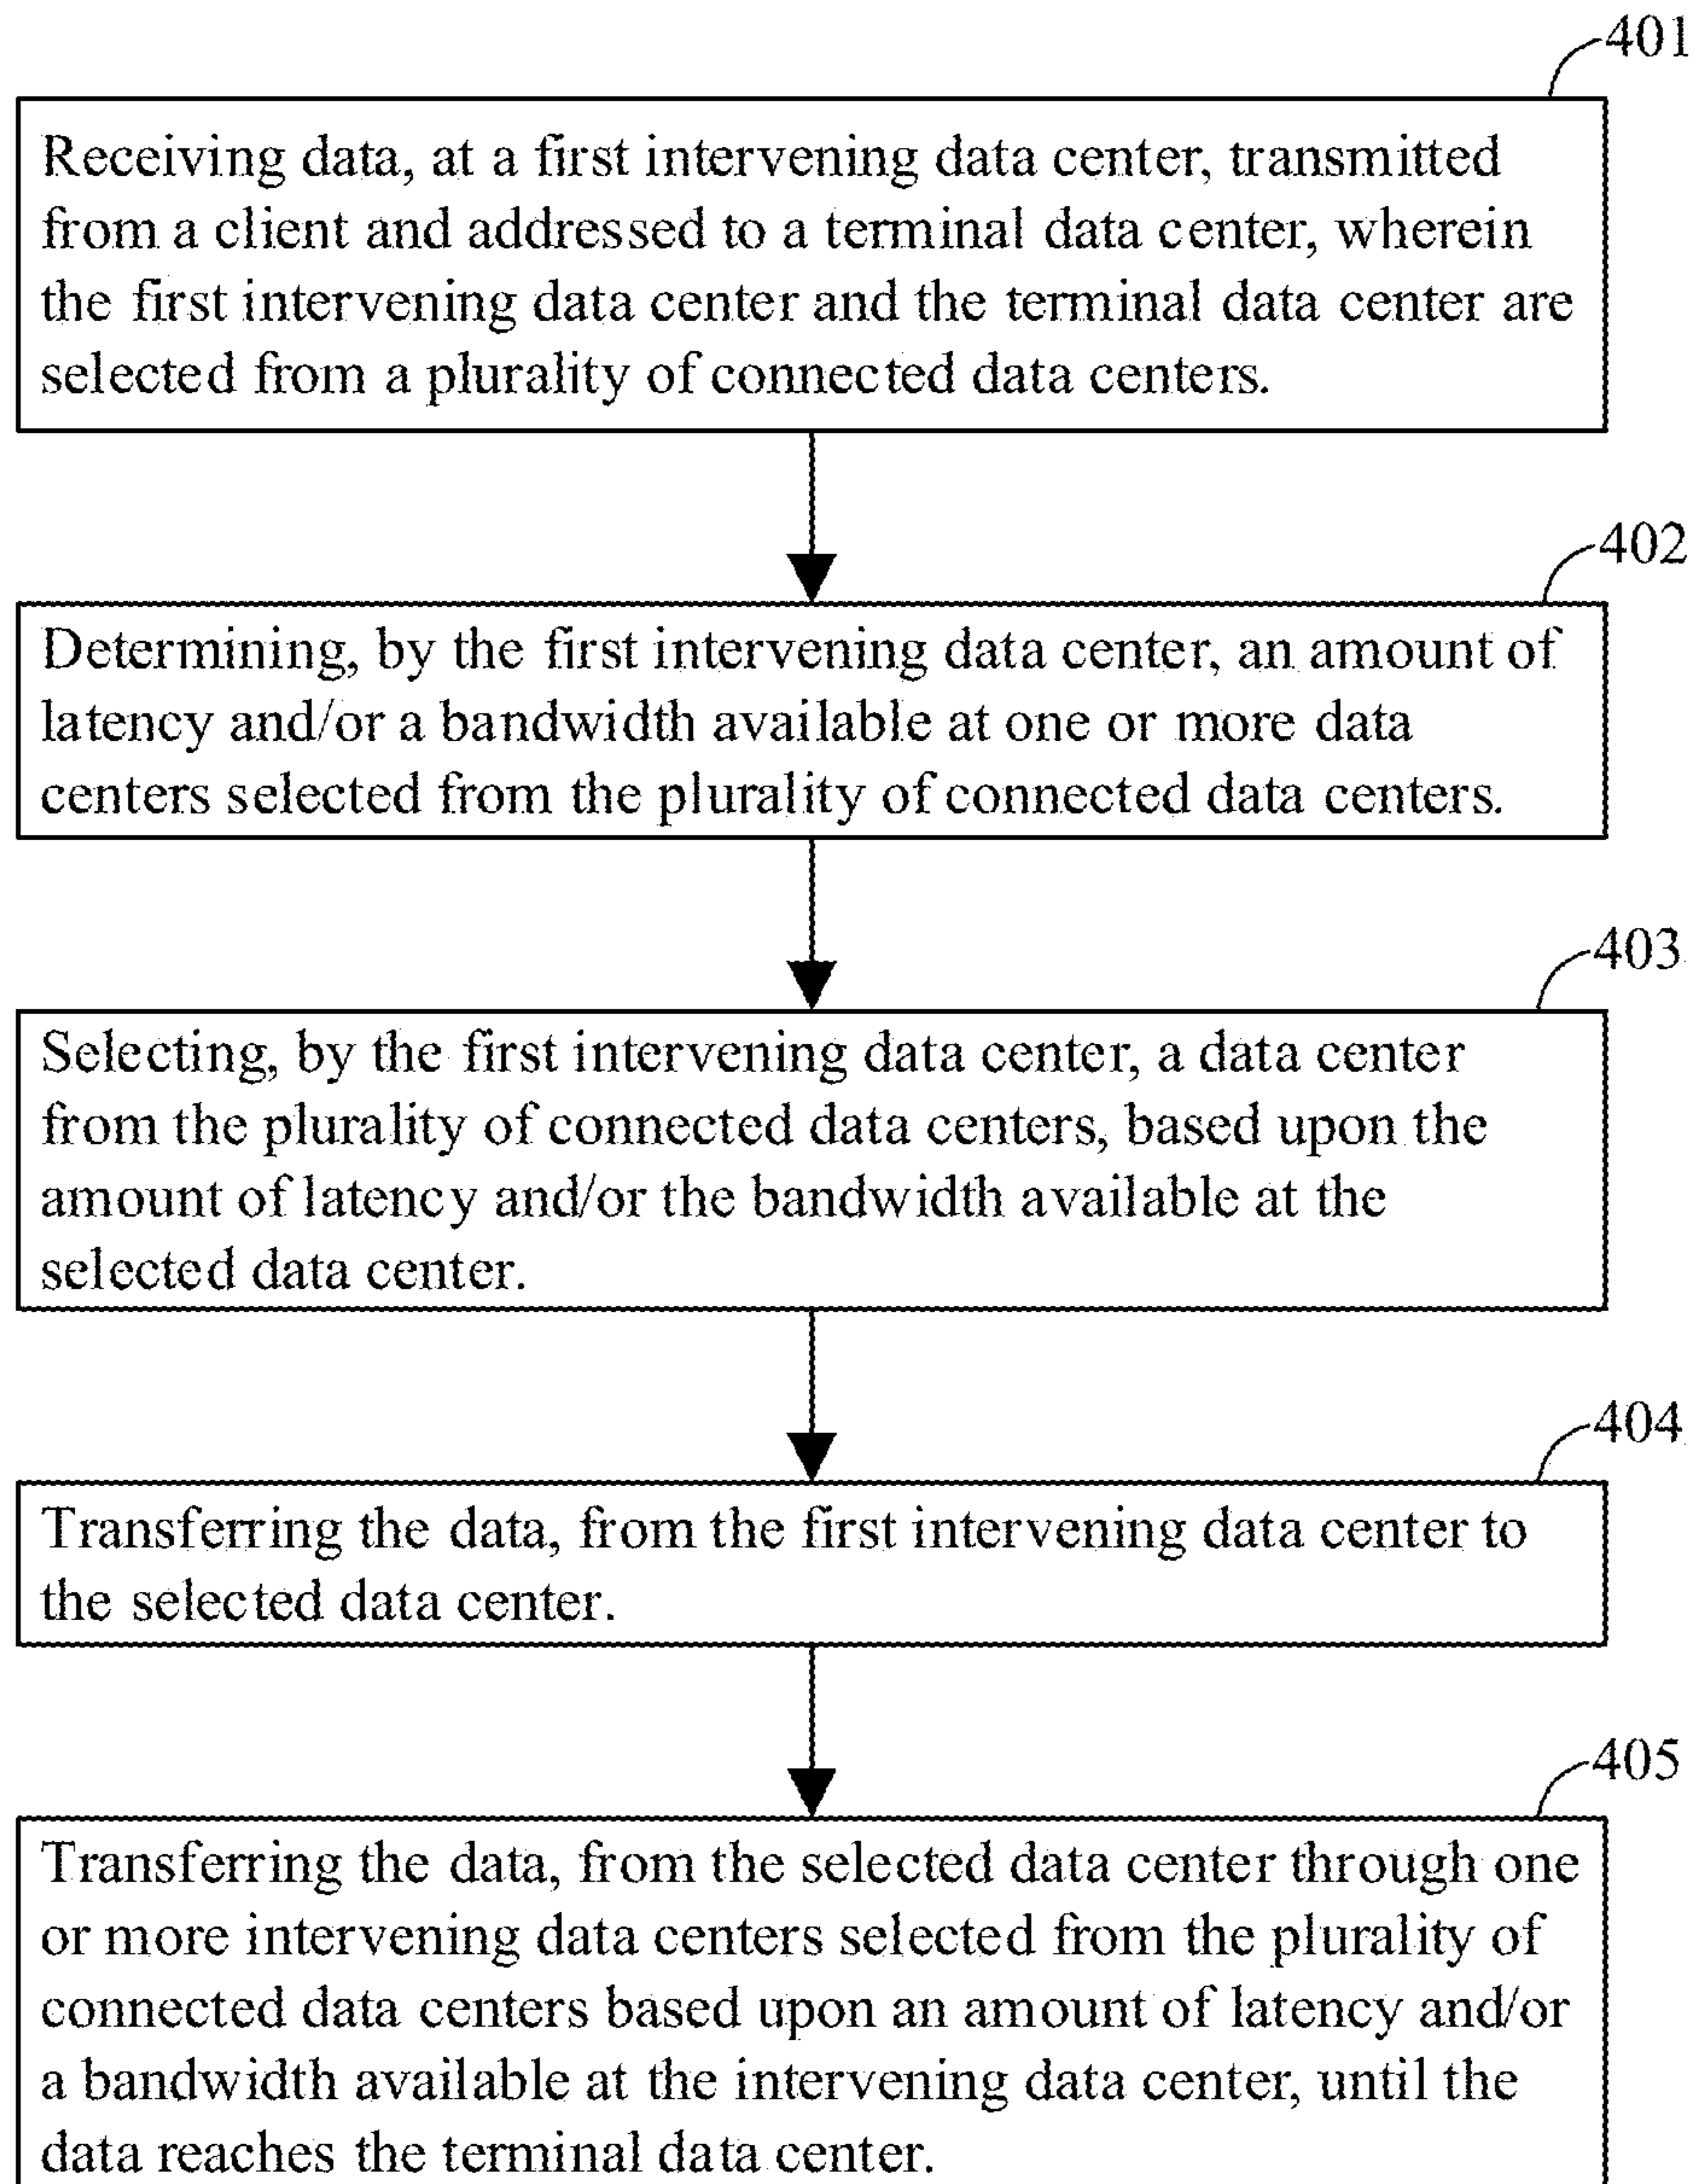 401
Receiving data, at a first intervening data center, transmitted
from a client and addressed to a terminal data center, wherein
the first intervening data center and the terminal data center are
selected from a plurality of connected data centers.
402
Determining, by the first intervening data center, an amount of
latency and/or a bandwidth available at one or more data
centers selected from the plurality of connected data centers.
403
Selecting, by the first intervening data center, a data center
from the plurality of connected data centers, based upon the
amount of latency and/or the bandwidth available at the
selected data center.
404
Transferring the data, from the first intervening data center to
the selected data center.
405
Transferring the data, from the selected data center through one
or more intervening data centers selected from the plurality of
connected data centers based upon an amount of latency and/or
a bandwidth available at the intervening data center, until the
data reaches the terminal data center.